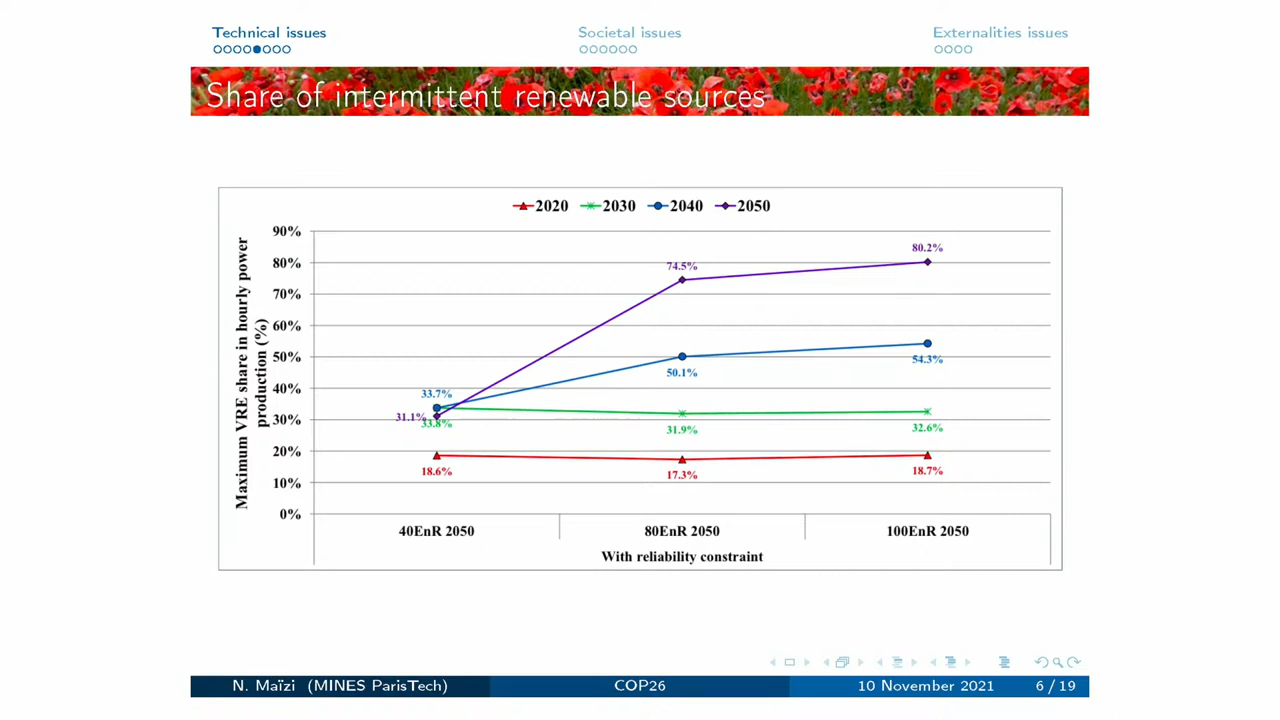 Technical issues
Societal issues
Externalities issues
Share of intermittent renewable sources
2020
2030
2040
2050
Maximum VRE share in hourly power
production (%)
90%
80%
70%
60%
50%
40%
30%
20%
10%
0%
80.2%
74.5%
54.3%
50.1%
33.7%
31.1%
33.8%
31.9%
32.6%
18.6%
17.3%
18.7%
40EnR 2050
80EnR 2050
100EnR 2050
With reliability constraint
N. Maïzi (MINES ParisTech)
COP26
10 November 2021
6 / 19